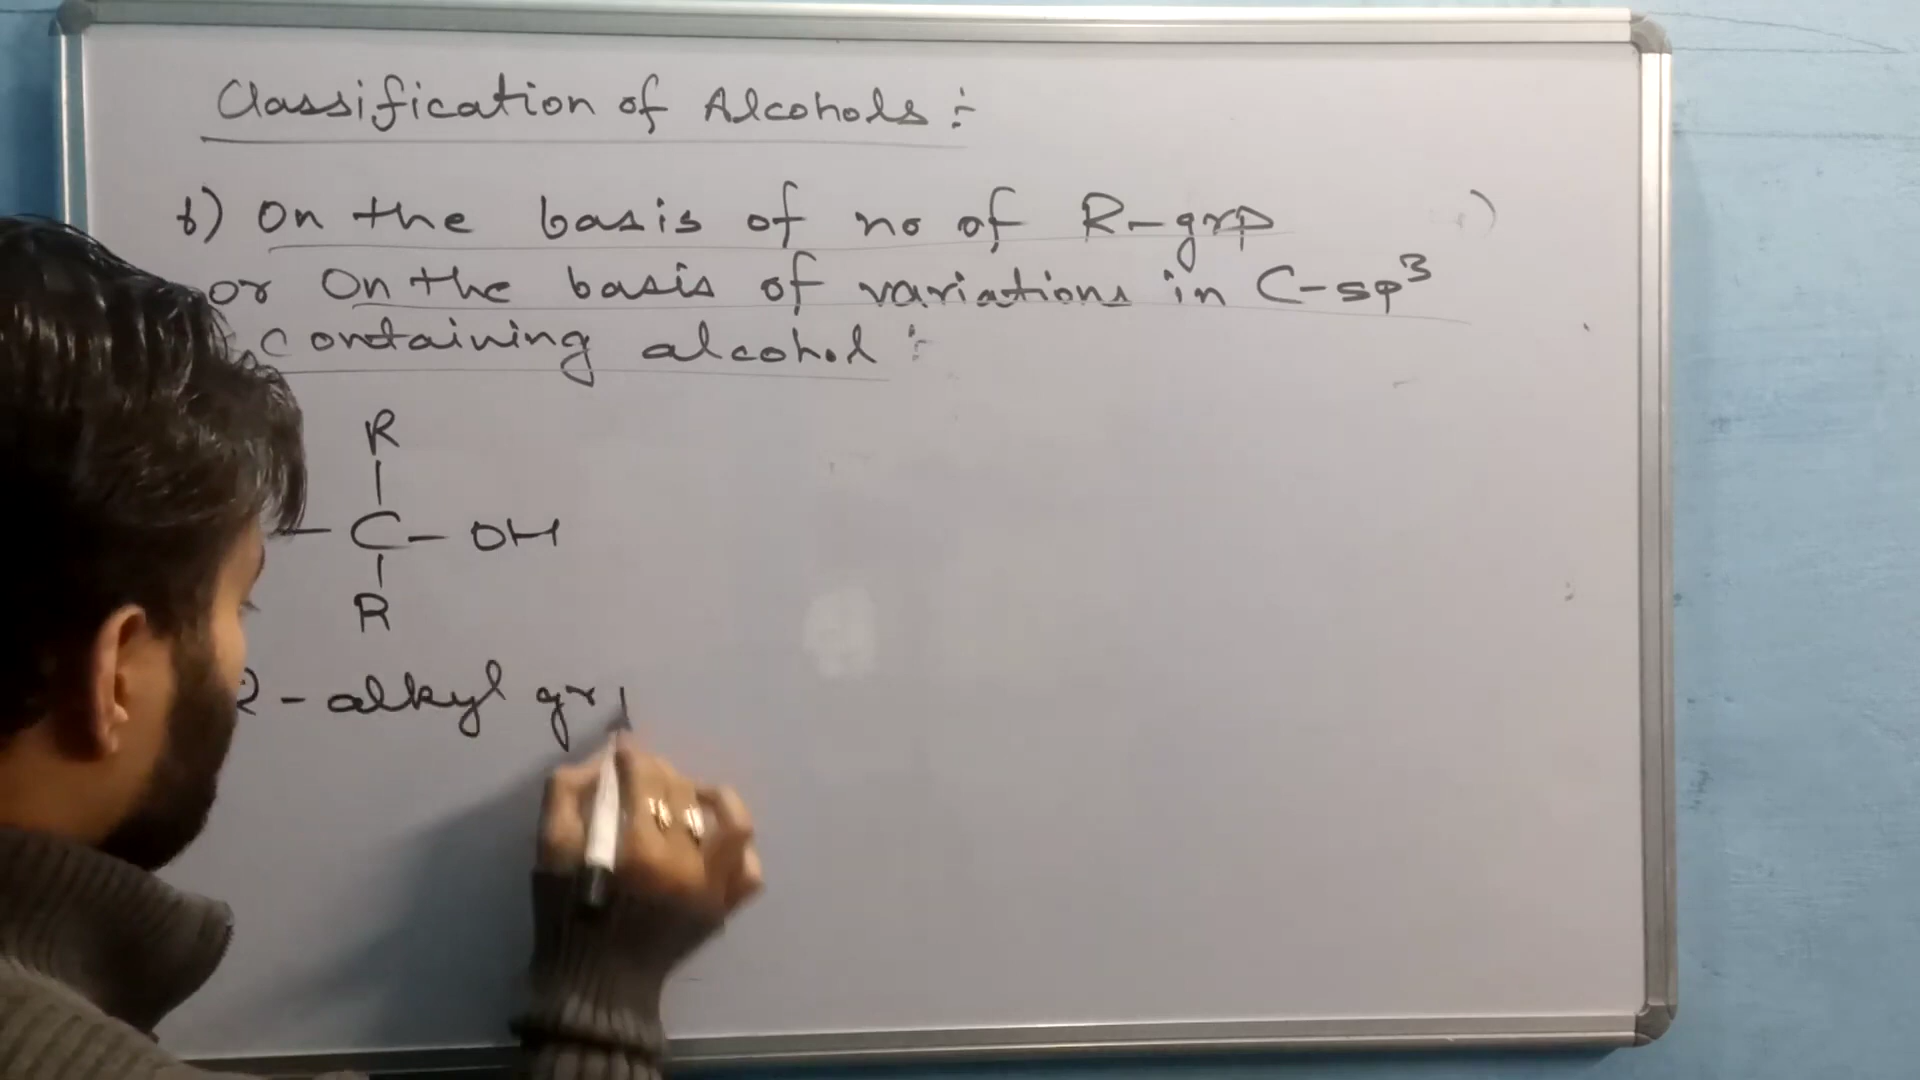 Classification of Alcohols :-
b) On the basis of no of R-grp
or On the basis of variations in C-sp³
containing alcohol :
R
|
— C — OH
|
R
R - alkyl gr